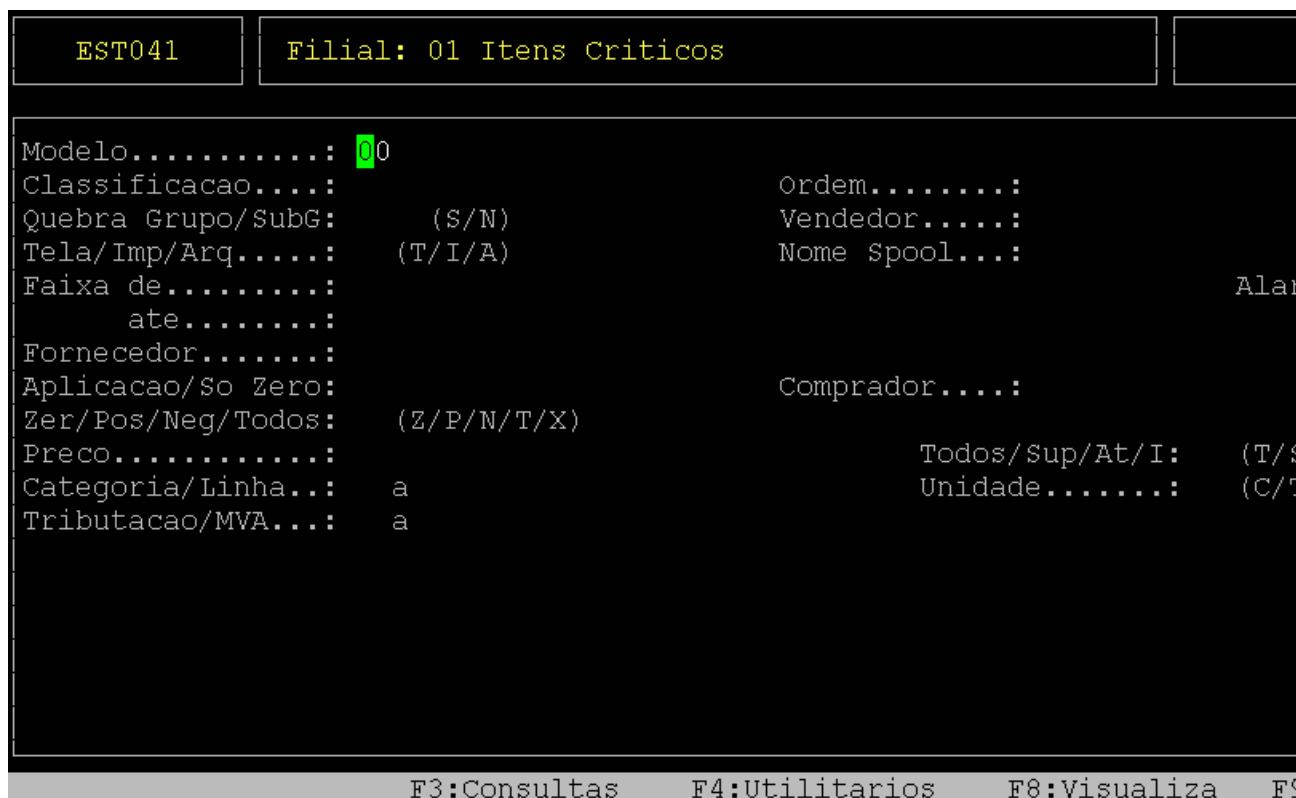 EST041 Filial: 01 Itens Criticos
Modelo...........: 00
Classificacao....: Ordem........:
Quebra Grupo/SubG: (S/N) Vendedor.....:
Tela/Imp/Arq.....: (T/I/A) Nome Spool...:
Faixa de.........: Alar
ate........:
Fornecedor.......:
Aplicacao/So Zero: Comprador....:
Zer/Pos/Neg/Todos: (Z/P/N/T/X)
Preco............: Todos/Sup/At/I: (T/S
Categoria/Linha..: a Unidade.......: (C/T
Tributacao/MVA...: a
F3:Consultas F4:Utilitarios F8:Visualiza F9